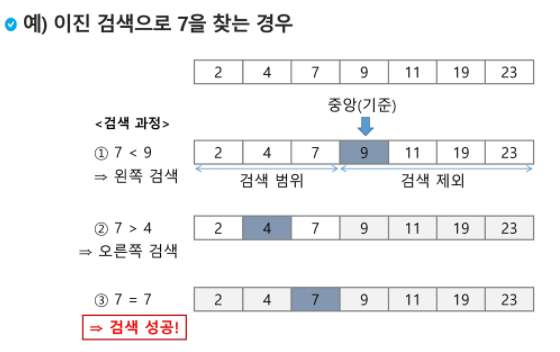 예) 이진 검색으로 7을 찾는 경우
2 4 7 9 11 19 23
중앙(기준)
<검색 과정>
① 7 < 9
⇒ 왼쪽 검색
2 4 7 9 11 19 23
검색 범위 검색 제외
② 7 > 4
⇒ 오른쪽 검색
2 4 7 9 11 19 23
③ 7 = 7
⇒ 검색 성공!
2 4 7 9 11 19 23